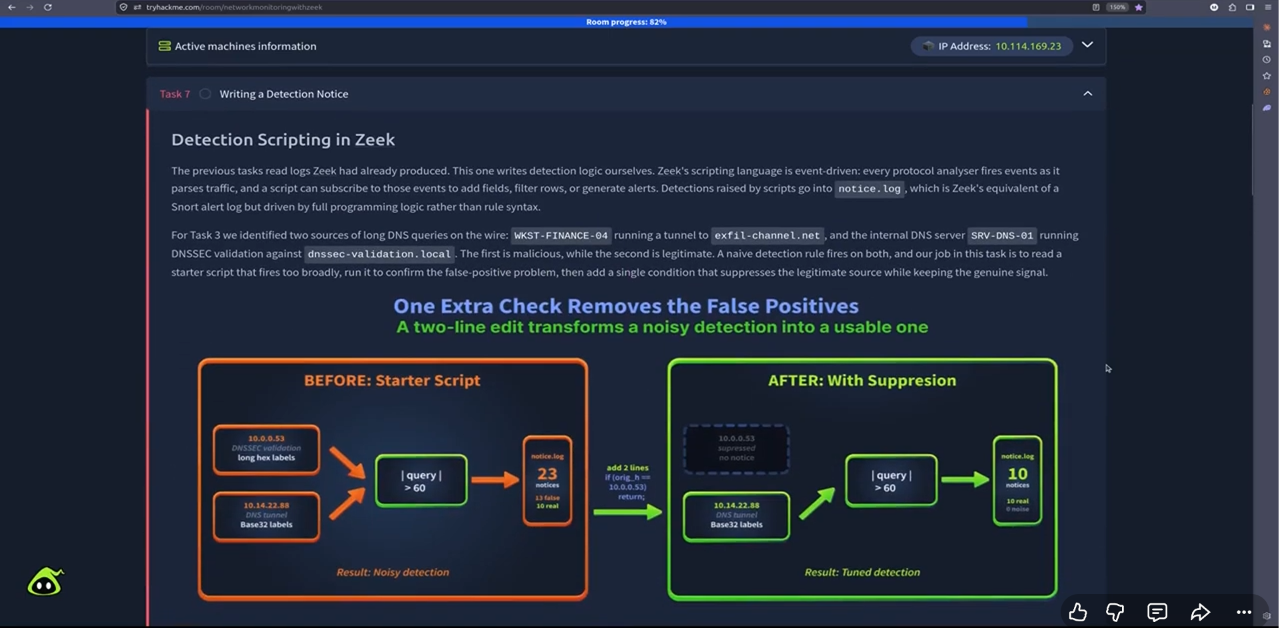 tryhackme.com/room/networkmonitoringwithzeek
150%
Room progress: 82%
Active machines information
IP Address: 10.114.169.23
Task 7 Writing a Detection Notice
Detection Scripting in Zeek
The previous tasks read logs Zeek had already produced. This one writes detection logic ourselves. Zeek's scripting language is event-driven: every protocol analyser fires events as it
parses traffic, and a script can subscribe to those events to add fields, filter rows, or generate alerts. Detections raised by scripts go into notice.log, which is Zeek's equivalent of a
Snort alert log but driven by full programming logic rather than rule syntax.
For Task 3 we identified two sources of long DNS queries on the wire: WKST-FINANCE-04 running a tunnel to exfil-channel.net, and the internal DNS server SRV-DNS-01 running
DNSSEC validation against dnssec-validation.local. The first is malicious, while the second is legitimate. A naive detection rule fires on both, and our job in this task is to read a
starter script that fires too broadly, run it to confirm the false-positive problem, then add a single condition that suppresses the legitimate source while keeping the genuine signal.
One Extra Check Removes the False Positives
A two-line edit transforms a noisy detection into a usable one
BEFORE: Starter Script
10.0.0.53
DNSSEC validation
long hex labels
10.14.22.88
DNS tunnel
Base32 labels
| query |
> 60
notice.log
23
notices
13 false
10 real
Result: Noisy detection
add 2 lines
if (orig_h ==
10.0.0.53)
return;
AFTER: With Suppresion
10.0.0.53
supressed
no notice
10.14.22.88
DNS tunnel
Base32 labels
| query |
> 60
notice.log
10
notices
10 real
0 noise
Result: Tuned detection